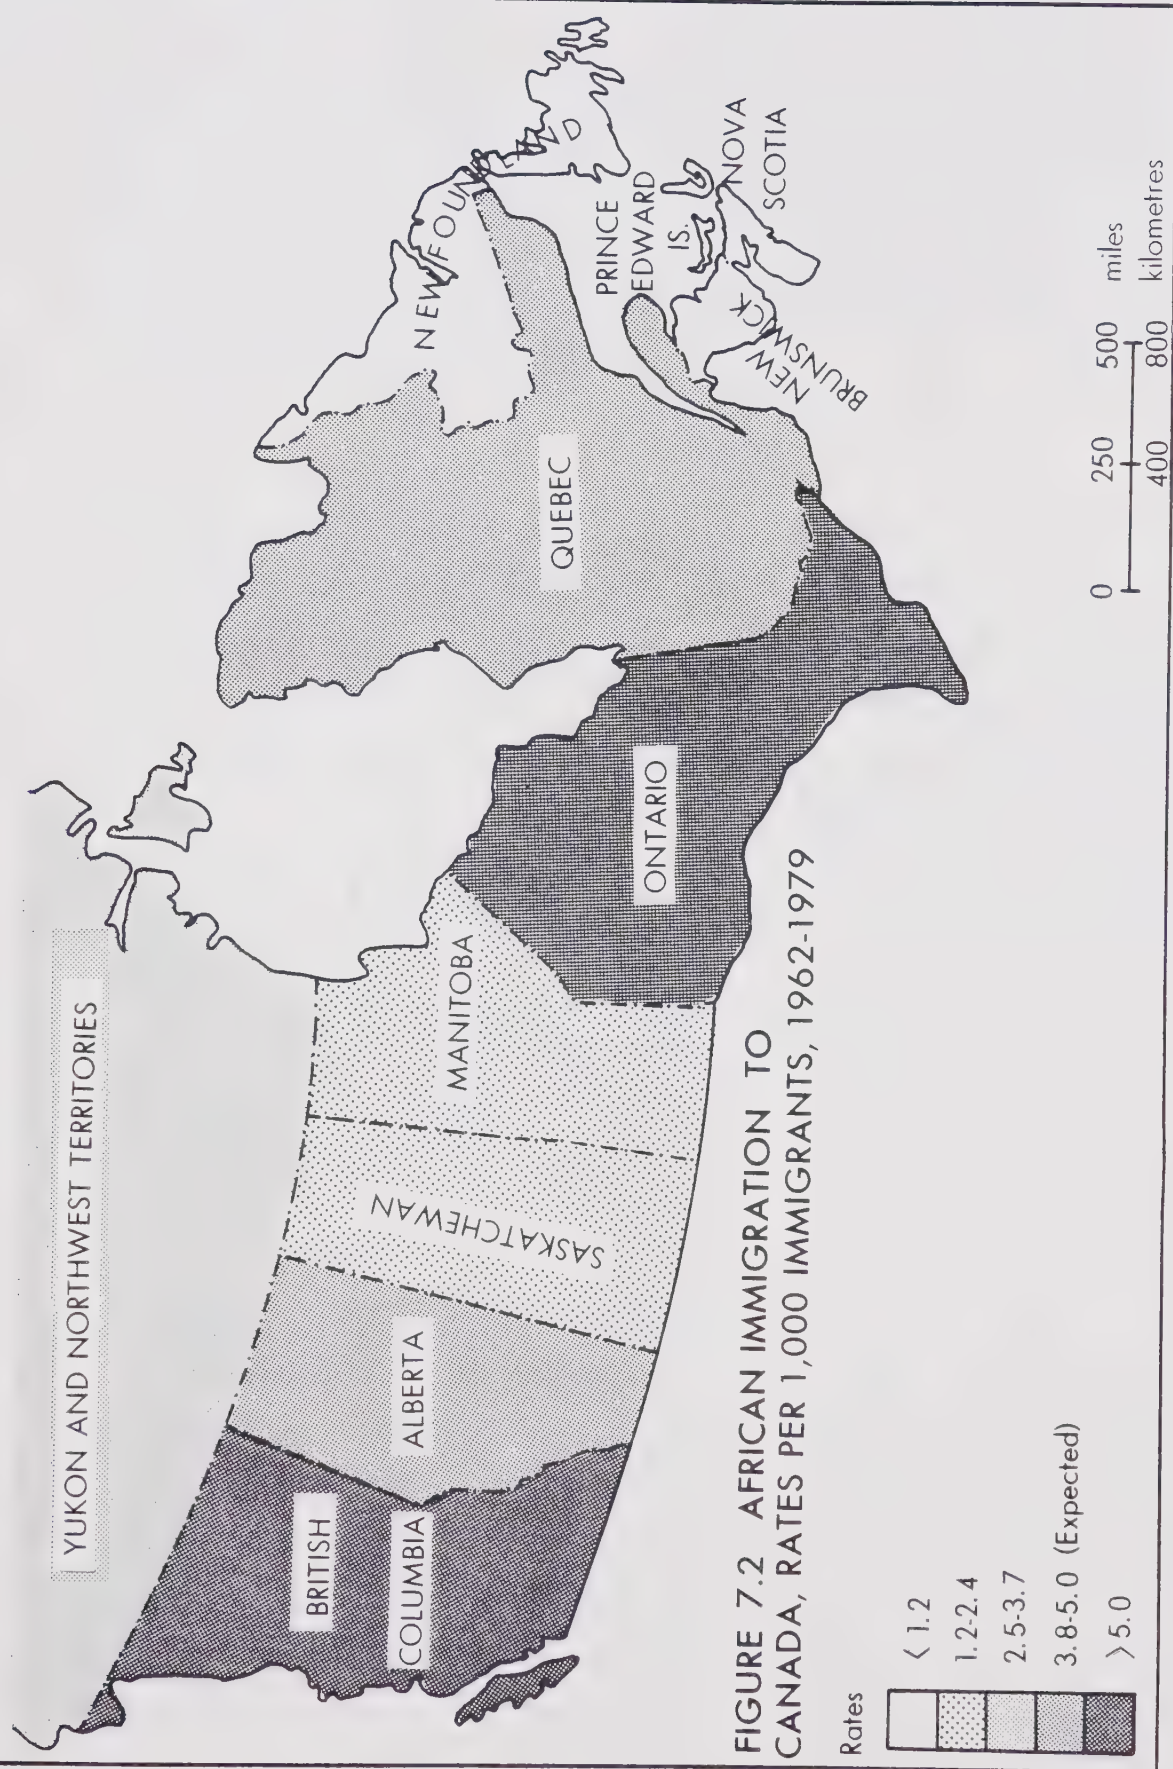 YUKON AND NORTHWEST TERRITORIES
BRITISH
COLUMBIA
ALBERTA
SASKATCHEWAN
MANITOBA
ONTARIO
QUEBEC
NEWFOUNDLAND
PRINCE
EDWARD
IS.
NOVA
SCOTIA
NEW
BRUNSWICK
FIGURE 7.2 AFRICAN IMMIGRATION TO
CANADA, RATES PER 1,000 IMMIGRANTS, 1962-1979
Rates
< 1.2
1.2-2.4
2.5-3.7
3.8-5.0 (Expected)
> 5.0
0 250 500 miles
400 800 kilometres